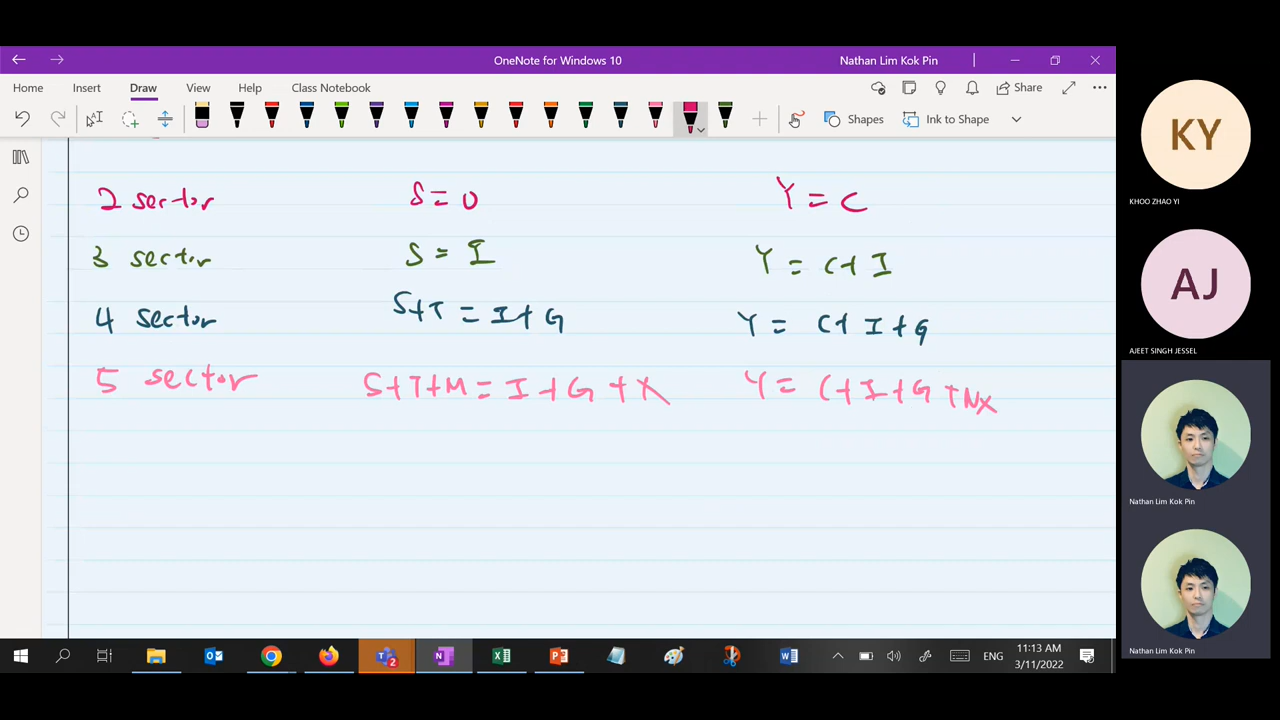 OneNote for Windows 10
Nathan Lim Kok Pin
Home Insert Draw View Help Class Notebook
Share
Shapes
Ink to Shape
2 sector S = 0 Y = C
3 sector S = I Y = C+ I
4 sector S+T = I+G Y = C+ I +G
5 sector S+T+M = I+G+X Y = C+I+G+NX
KY
KHOO ZHAO YI
AJ
AJEET SINGH JESSEL
Nathan Lim Kok Pin
Nathan Lim Kok Pin
2
ENG
11:13 AM
3/11/2022